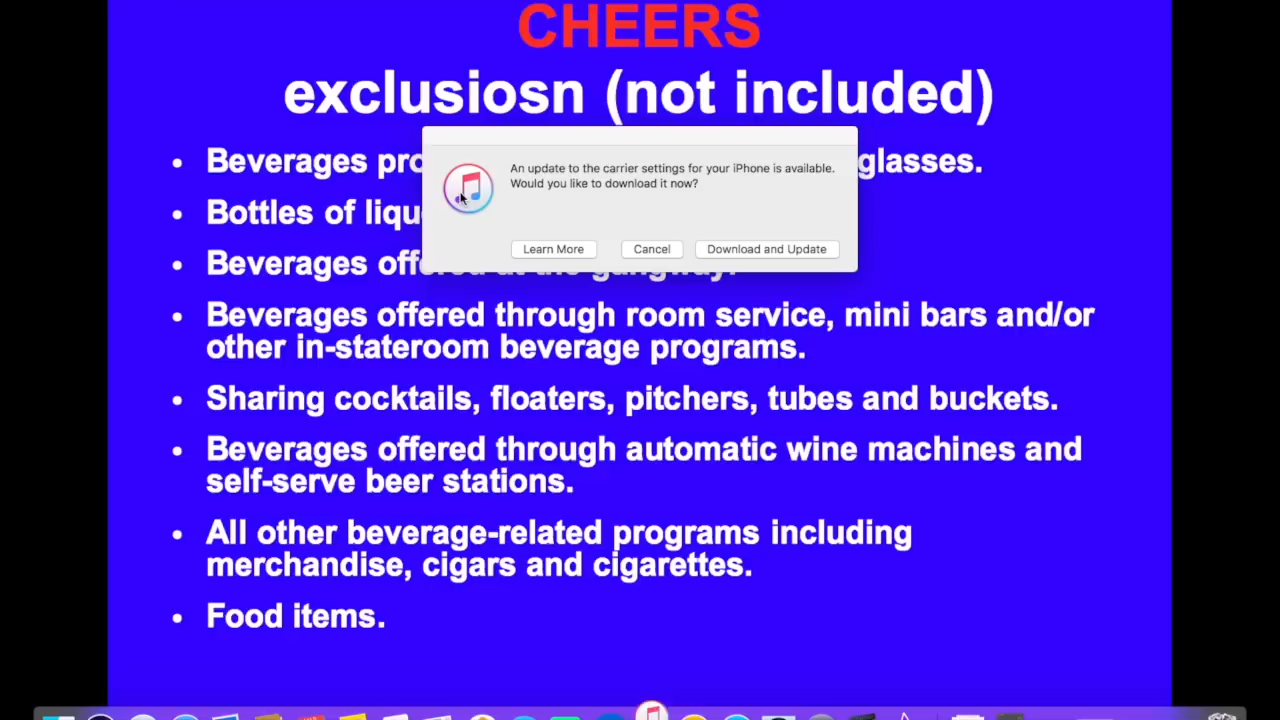 CHEERS
exclusiosn (not included)
An update to the carrier settings for your iPhone is available.
Would you like to download it now?
Learn More Cancel Download and Update
• Beverages glasses.
• Bottles of
• Beverages
• Beverages offered through room service, mini bars and/or
other in-stateroom beverage programs.
• Sharing cocktails, floaters, pitchers, tubes and buckets.
• Beverages offered through automatic wine machines and
self-serve beer stations.
• All other beverage-related programs including
merchandise, cigars and cigarettes.
• Food items.